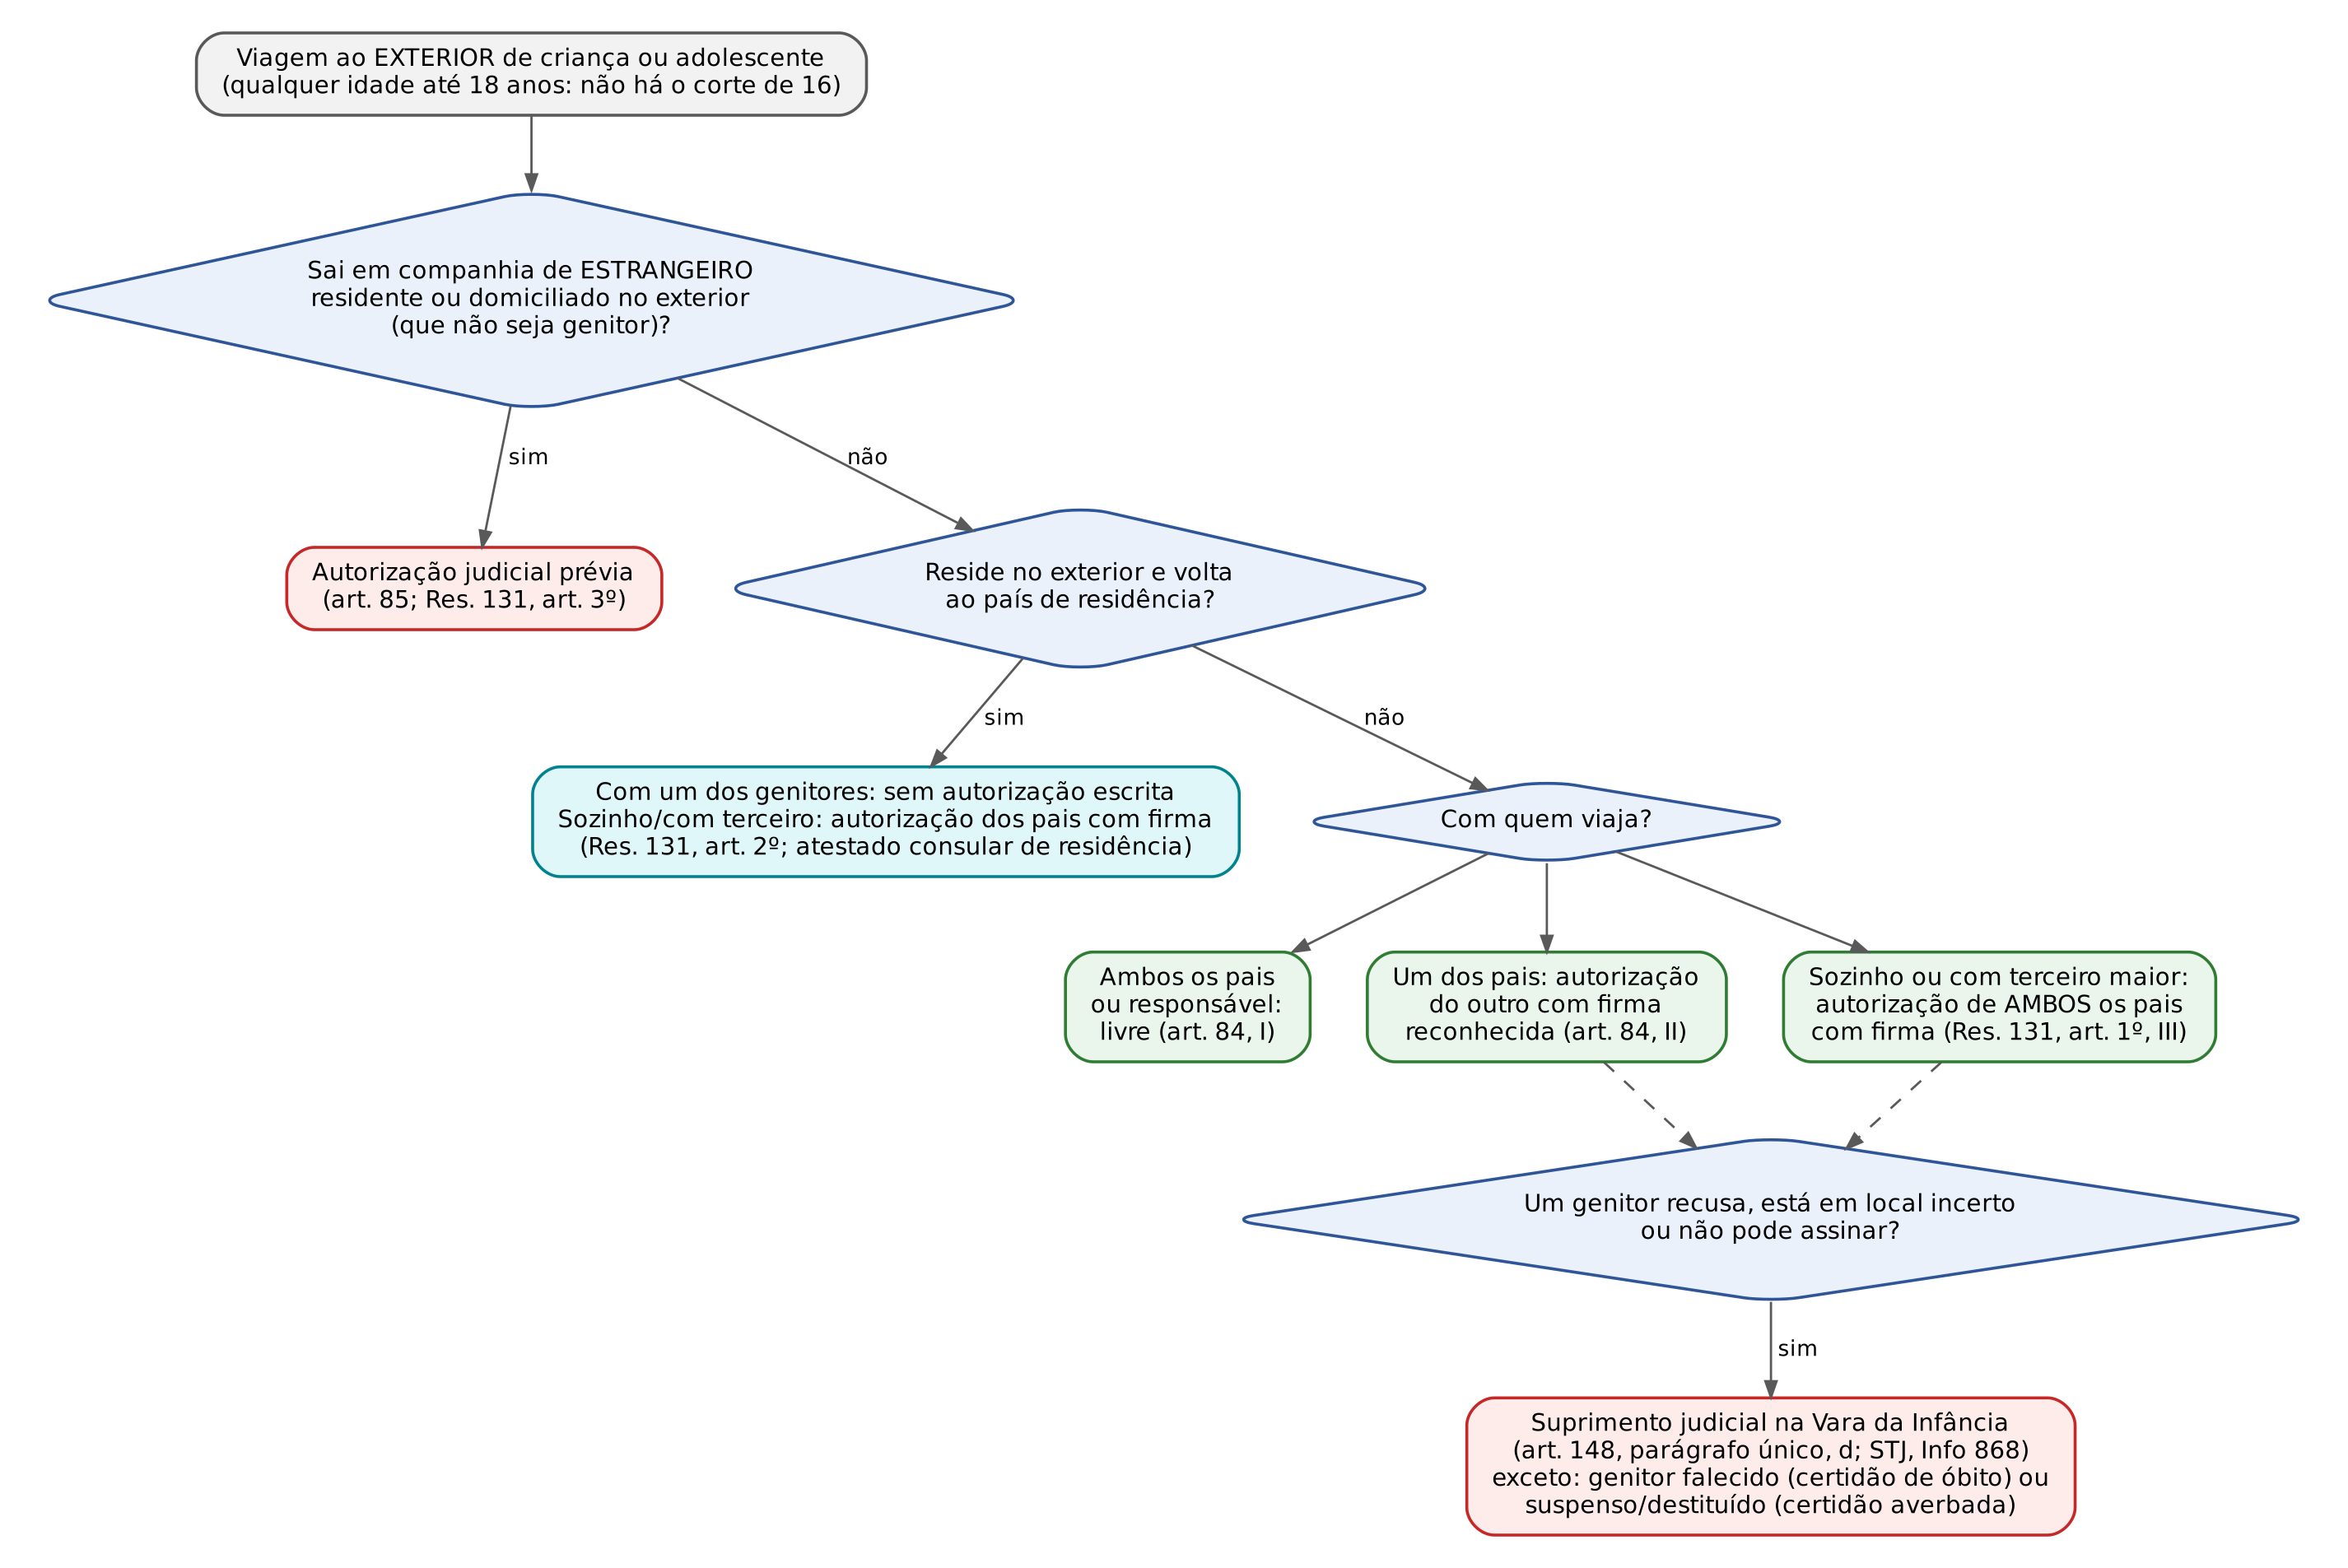 Viagem ao EXTERIOR de criança ou adolescente
(qualquer idade até 18 anos: não há o corte de 16)
Sai em companhia de ESTRANGEIRO
residente ou domiciliado no exterior
(que não seja genitor)?
sim
não
Autorização judicial prévia
(art. 85; Res. 131, art. 3º)
Reside no exterior e volta
ao país de residência?
sim
não
Com um dos genitores: sem autorização escrita
Sozinho/com terceiro: autorização dos pais com firma
(Res. 131, art. 2º; atestado consular de residência)
Com quem viaja?
Ambos os pais
ou responsável:
livre (art. 84, I)
Um dos pais: autorização
do outro com firma
reconhecida (art. 84, II)
Sozinho ou com terceiro maior:
autorização de AMBOS os pais
com firma (Res. 131, art. 1º, III)
Um genitor recusa, está em local incerto
ou não pode assinar?
sim
Suprimento judicial na Vara da Infância
(art. 148, parágrafo único, d; STJ, Info 868)
exceto: genitor falecido (certidão de óbito) ou
suspenso/destituído (certidão averbada)